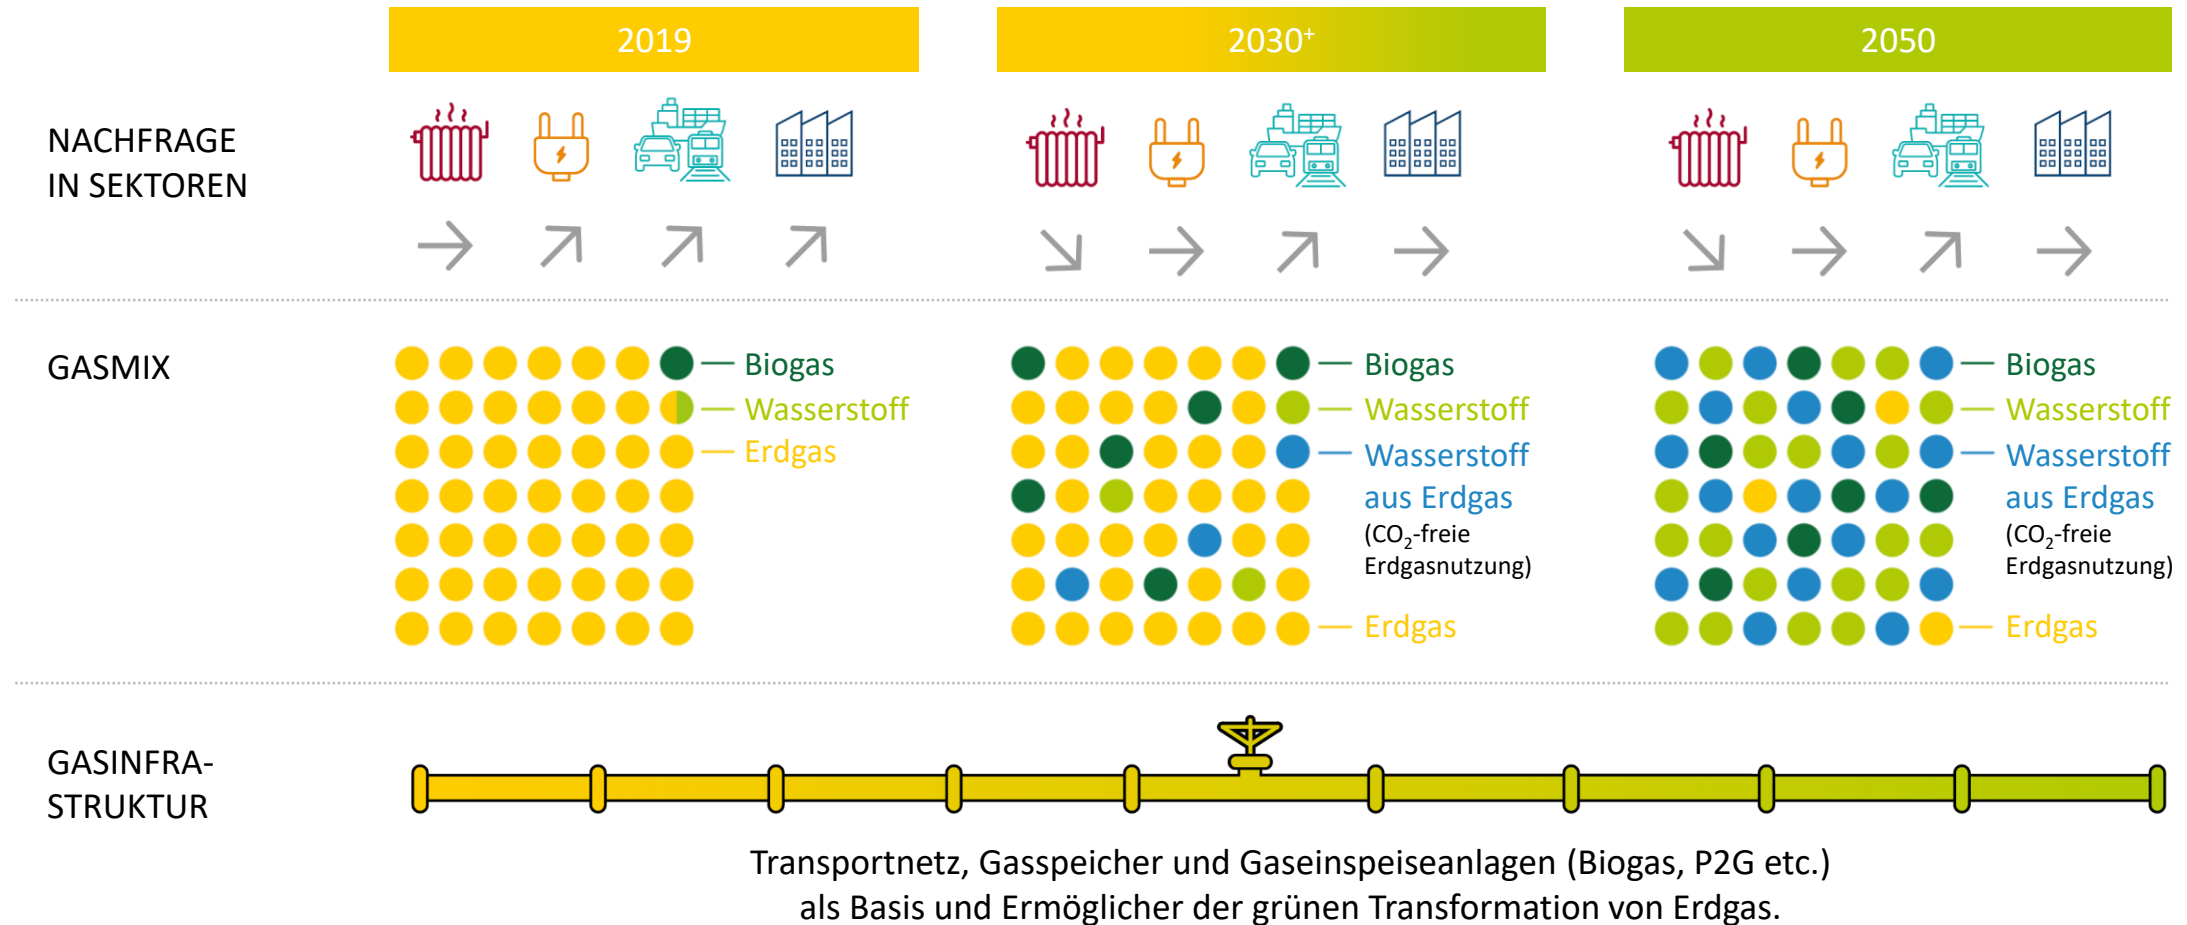 2019
2030⁺
2050
NACHFRAGE
IN SEKTOREN
GASMIX
Biogas
Wasserstoff
Erdgas
Biogas
Wasserstoff
Wasserstoff
aus Erdgas
(CO₂-freie
Erdgasnutzung)
Erdgas
Biogas
Wasserstoff
Wasserstoff
aus Erdgas
(CO₂-freie
Erdgasnutzung)
Erdgas
GASINFRA-
STRUKTUR
Transportnetz, Gasspeicher und Gaseinspeiseanlagen (Biogas, P2G etc.)
als Basis und Ermöglicher der grünen Transformation von Erdgas.